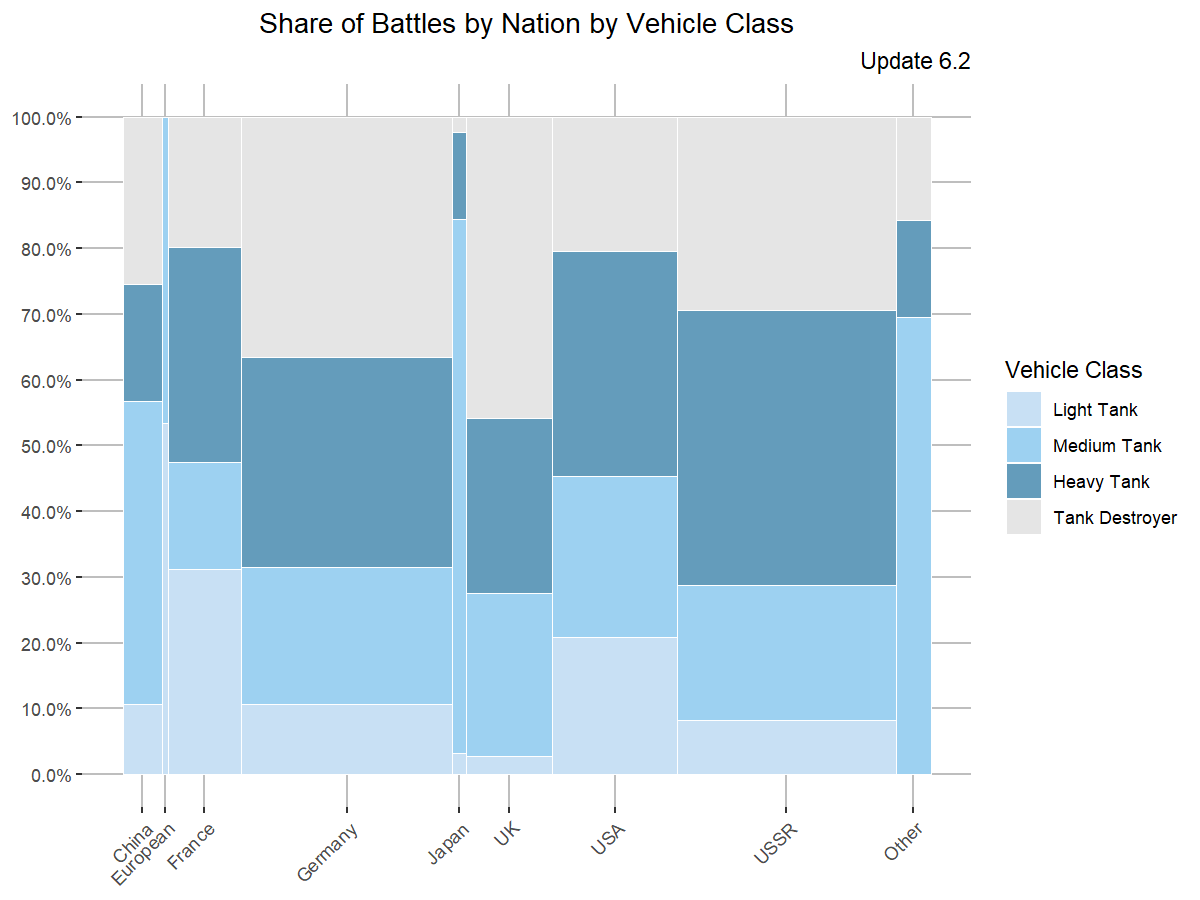 Share of Battles by Nation by Vehicle Class
Update 6.2
100.0%
90.0%
80.0%
70.0%
60.0%
50.0%
40.0%
30.0%
20.0%
10.0%
0.0%
China
European
France
Germany
Japan
UK
USA
USSR
Other
Vehicle Class
Light Tank
Medium Tank
Heavy Tank
Tank Destroyer